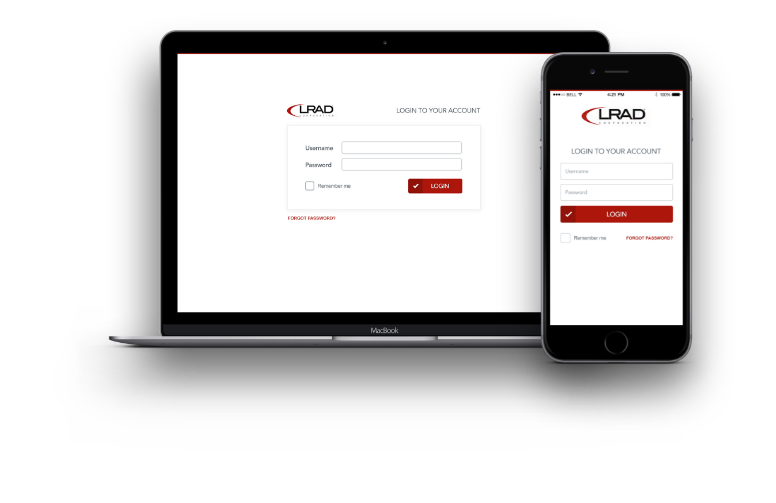 LRAD
CORPORATION
LOGIN TO YOUR ACCOUNT
Username
Password
Remember me
LOGIN
FORGOT PASSWORD?
MacBook
BELL 4:21 PM 100%
LRAD
CORPORATION
LOGIN TO YOUR ACCOUNT
Username
Password
LOGIN
Remember me FORGOT PASSWORD?